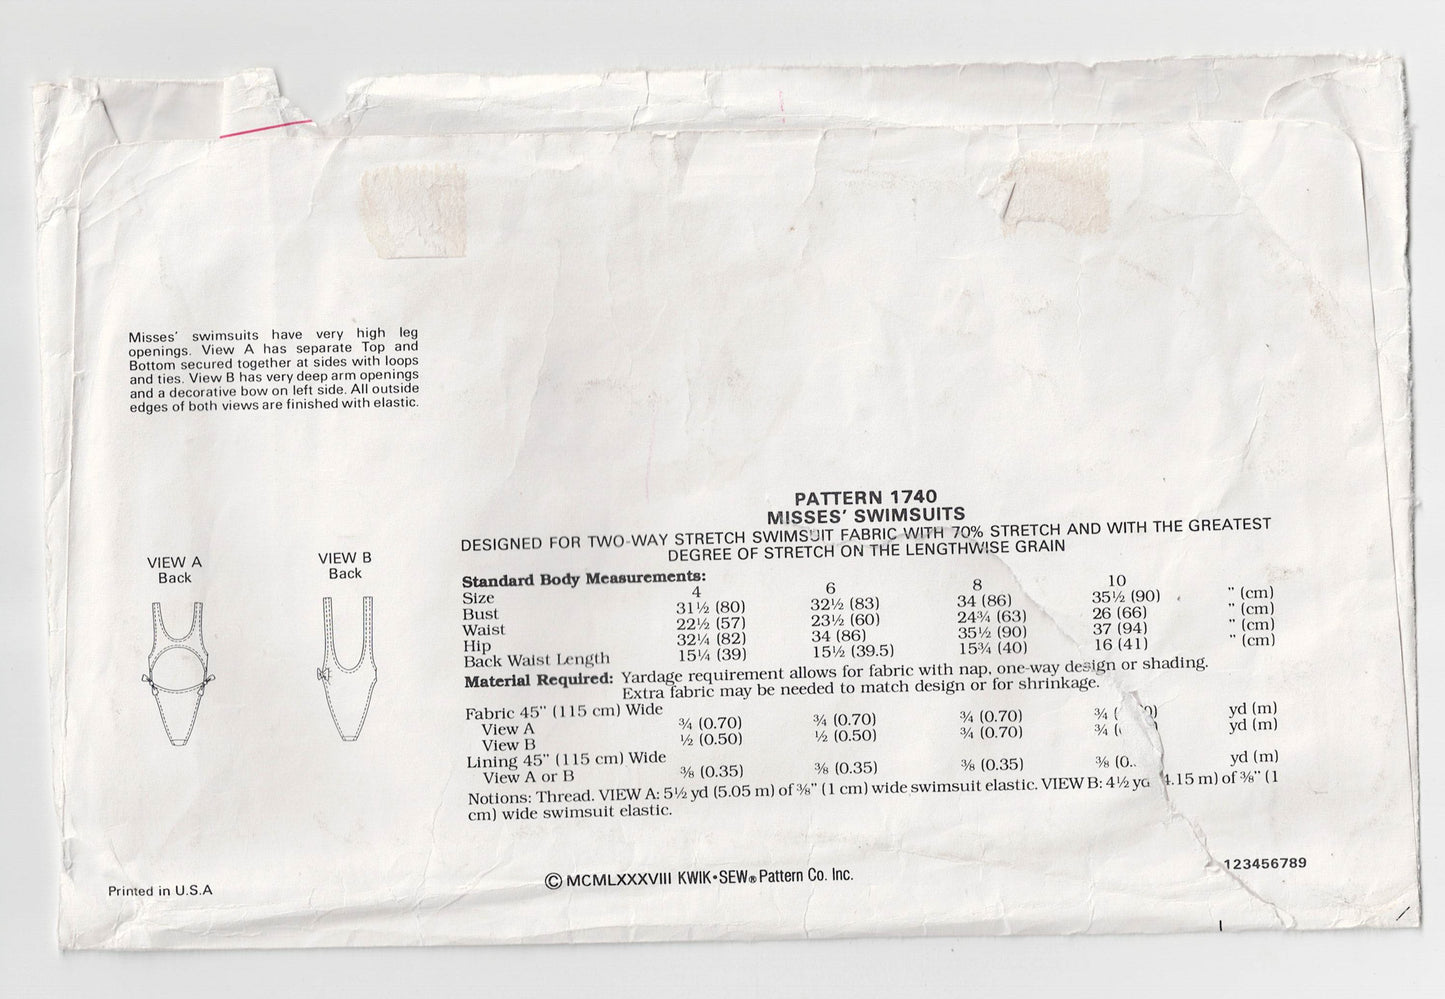 Misses' swimsuits have very high leg
openings. View A has separate Top and
Bottom secured together at sides with loops
and ties. View B has very deep arm openings
and a decorative bow on left side. All outside
edges of both views are finished with elastic.
VIEW A
Back
VIEW B
Back
PATTERN 1740
MISSES' SWIMSUITS
DESIGNED FOR TWO-WAY STRETCH SWIMSUIT FABRIC WITH 70% STRETCH AND WITH THE GREATEST
DEGREE OF STRETCH ON THE LENGTHWISE GRAIN
Standard Body Measurements:
Size 4 6 8 10
Bust 31½ (80) 32½ (83) 34 (86) 35½ (90) " (cm)
Waist 22½ (57) 23½ (60) 24¾ (63) 26 (66) " (cm)
Hip 32¼ (82) 34 (86) 35½ (90) 37 (94) " (cm)
Back Waist Length 15¼ (39) 15½ (39.5) 15¾ (40) 16 (41) " (cm)
Material Required: Yardage requirement allows for fabric with nap, one-way design or shading.
Extra fabric may be needed to match design or for shrinkage.
Fabric 45" (115 cm) Wide
View A ¾ (0.70) ¾ (0.70) ¾ (0.70) ¾ ( 0) yd (m)
View B ½ (0.50) ½ (0.50) ¾ (0.70) ¾ ( ) yd (m)
Lining 45" (115 cm) Wide
View A or B ⅜ (0.35) ⅜ (0.35) ⅜ (0.35) ⅜ (0. yd (m)
Notions: Thread. VIEW A: 5½ yd (5.05 m) of ⅜" (1 cm) wide swimsuit elastic. VIEW B: 4½ yd 4.15 m) of ⅜" (1
cm) wide swimsuit elastic.
123456789
© MCMLXXXVIII KWIK•SEW® Pattern Co. Inc.
Printed in U.S.A